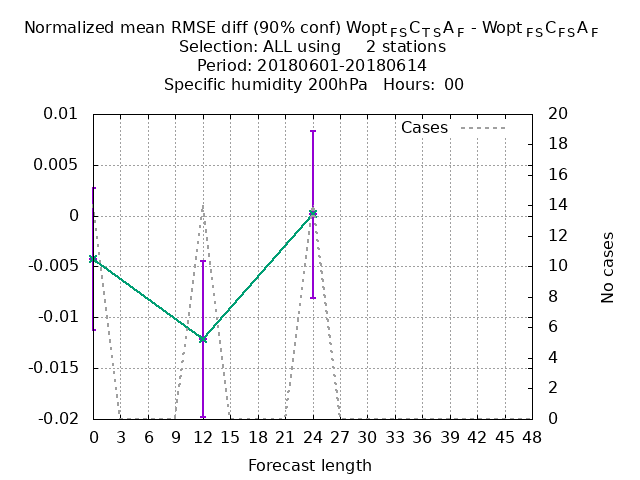 Normalized mean RMSE diff (90% conf) Wopt FS C TS A F - Wopt FS C FS A F
Selection: ALL using     2 stations
Period: 20180601-20180614
Specific humidity 200hPa   Hours: 00
0.01
0.005
0
-0.005
-0.01
-0.015
-0.02
Cases
20
18
16
14
12
10
8
6
4
2
0
No cases
0 3 6 9 12 15 18 21 24 27 30 33 36 39 42 45 48
Forecast length